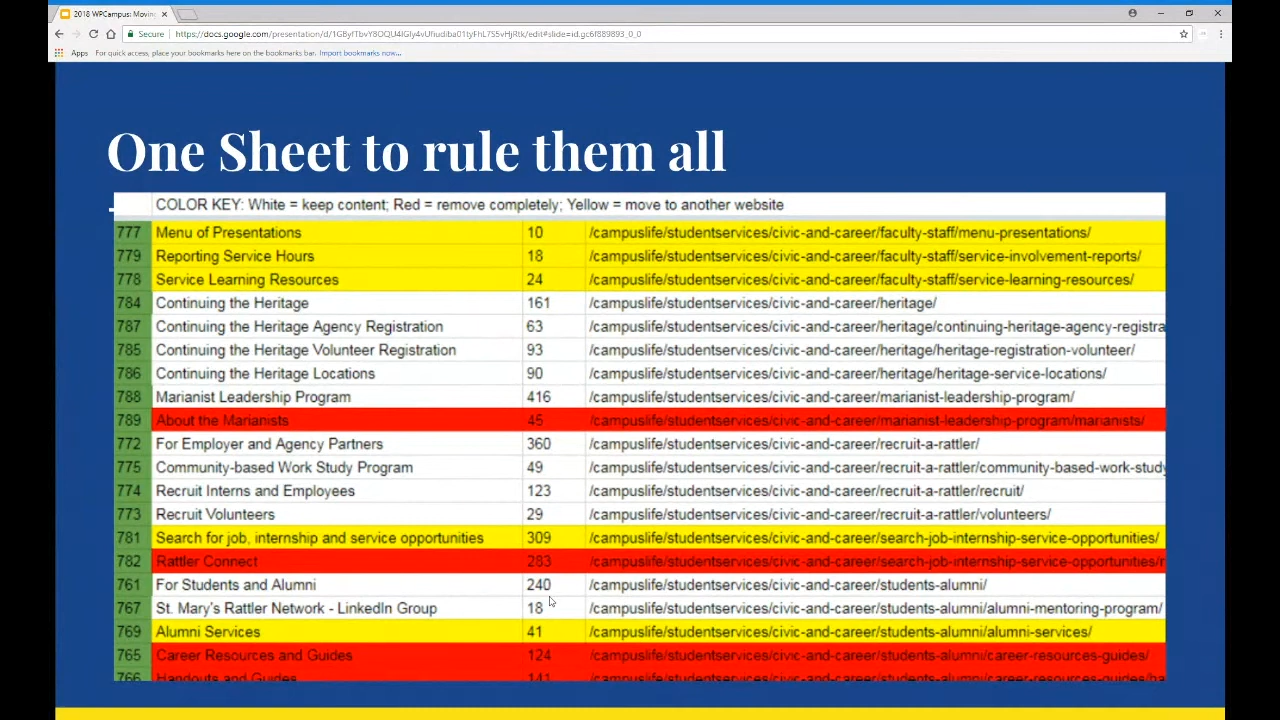 2018 WPCampus: Movin
Secure https://docs.google.com/presentation/d/
Apps For quick access, place your bookmarks here on the bookmarks bar. Import bookmarks now...
One Sheet to rule them all
COLOR KEY: White = keep content; Red = remove completely; Yellow = move to another website
777 Menu of Presentations 10 /campuslife/studentservices/civic-and-career/faculty-staff/menu-presentations/
779 Reporting Service Hours 18 /campuslife/studentservices/civic-and-career/faculty-staff/service-involvement-reports/
778 Service Learning Resources 24 /campuslife/studentservices/civic-and-career/faculty-staff/service-learning-resources/
784 Continuing the Heritage 161 /campuslife/studentservices/civic-and-career/heritage/
787 Continuing the Heritage Agency Registration 63 /campuslife/studentservices/civic-and-career/heritage/continuing-heritage-agency-registra
785 Continuing the Heritage Volunteer Registration 93 /campuslife/studentservices/civic-and-career/heritage/heritage-registration-volunteer/
786 Continuing the Heritage Locations 90 /campuslife/studentservices/civic-and-career/heritage/heritage-service-locations/
788 Marianist Leadership Program 416 /campuslife/studentservices/civic-and-career/marianist-leadership-program/
789 About the Marianists 45 /campuslife/studentservices/civic-and-career/marianist-leadership-program/marianists/
772 For Employer and Agency Partners 360 /campuslife/studentservices/civic-and-career/recruit-a-rattler/
775 Community-based Work Study Program 49 /campuslife/studentservices/civic-and-career/recruit-a-rattler/community-based-work-study
774 Recruit Interns and Employees 123 /campuslife/studentservices/civic-and-career/recruit-a-rattler/recruit/
773 Recruit Volunteers 29 /campuslife/studentservices/civic-and-career/recruit-a-rattler/volunteers/
781 Search for job, internship and service opportunities 309 /campuslife/studentservices/civic-and-career/search-job-internship-service-opportunities/
782 Rattler Connect 283 /campuslife/studentservices/civic-and-career/search-job-internship-service-opportunities/r
761 For Students and Alumni 240 /campuslife/studentservices/civic-and-career/students-alumni/
767 St. Mary's Rattler Network - LinkedIn Group 18 /campuslife/studentservices/civic-and-career/students-alumni/alumni-mentoring-program/
769 Alumni Services 41 /campuslife/studentservices/civic-and-career/students-alumni/alumni-services/
765 Career Resources and Guides 124 /campuslife/studentservices/civic-and-career/students-alumni/career-resources-guides/
766 Handouts and Guides 141 /campuslife/studentservices/civic-and-career/students-alumni/career-resources-guides/ha